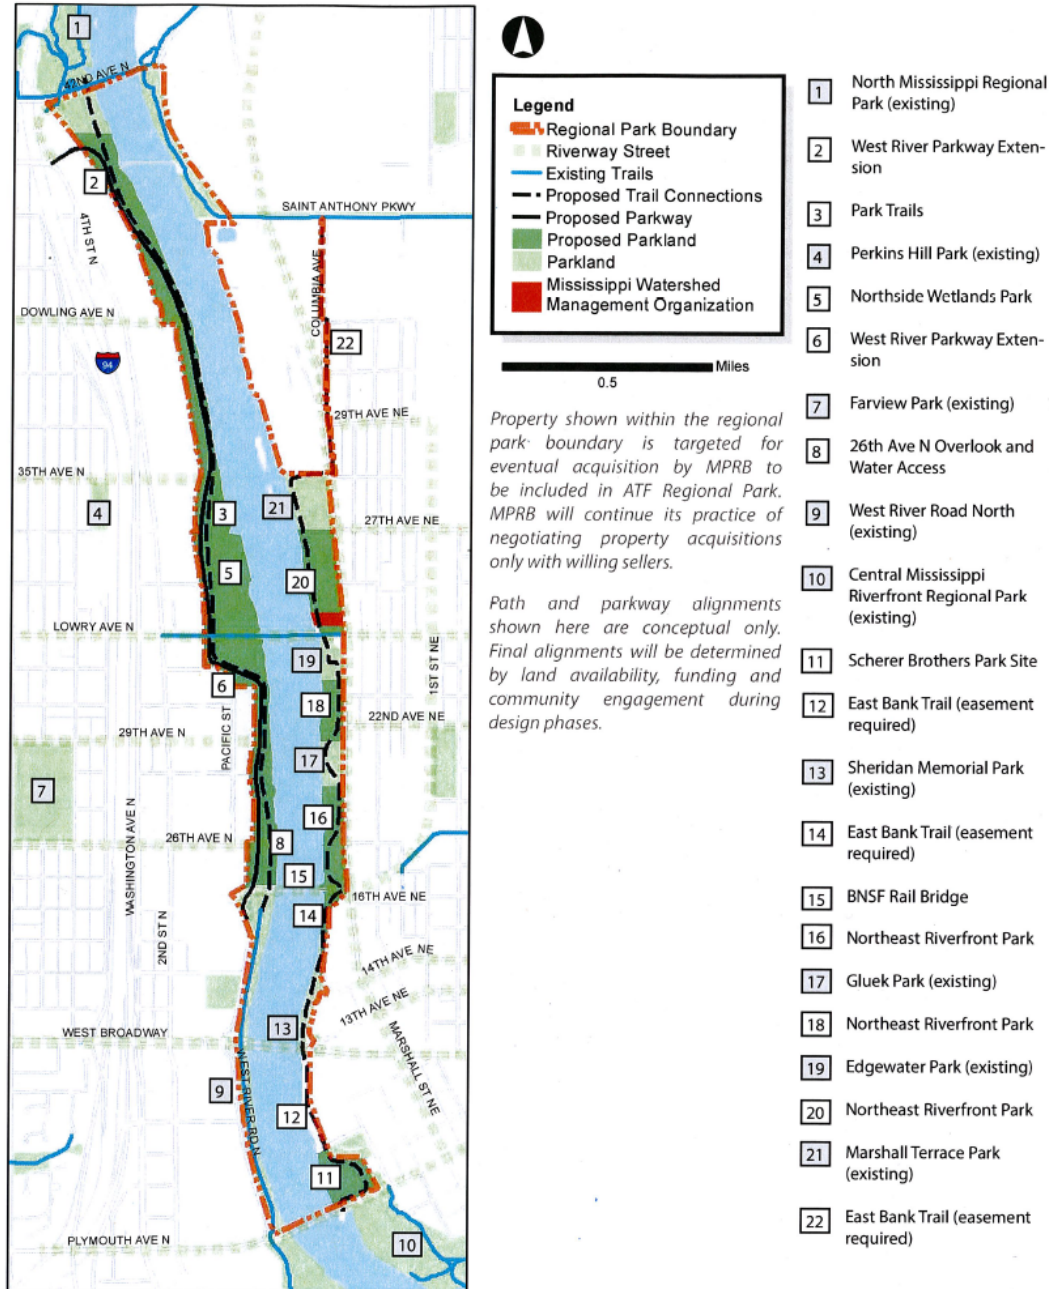 1
42ND AVE N
2
4TH ST N
SAINT ANTHONY PKWY
COLUMBIA AVE
DOWLING AVE N
94
22
29TH AVE NE
35TH AVE N
4
3
21
27TH AVE NE
5
20
LOWRY AVE N
19
1ST ST NE
6
18
PACIFIC ST
22ND AVE NE
29TH AVE N
17
7
WASHINGTON AVE N
16
26TH AVE N
8
15
16TH AVE NE
14
2ND ST N
14TH AVE NE
13TH AVE NE
13
WEST BROADWAY
MARSHALL ST NE
9
WEST RIVER RD N
12
11
PLYMOUTH AVE N
10
Legend
Regional Park Boundary
Riverway Street
Existing Trails
Proposed Trail Connections
Proposed Parkway
Proposed Parkland
Parkland
Mississippi Watershed
Management Organization
Miles
0.5
Property shown within the regional
park boundary is targeted for
eventual acquisition by MPRB to
be included in ATF Regional Park.
MPRB will continue its practice of
negotiating property acquisitions
only with willing sellers.
Path and parkway alignments
shown here are conceptual only.
Final alignments will be determined
by land availability, funding and
community engagement during
design phases.
1 North Mississippi Regional
Park (existing)
2 West River Parkway Exten-
sion
3 Park Trails
4 Perkins Hill Park (existing)
5 Northside Wetlands Park
6 West River Parkway Exten-
sion
7 Farview Park (existing)
8 26th Ave N Overlook and
Water Access
9 West River Road North
(existing)
10 Central Mississippi
Riverfront Regional Park
(existing)
11 Scherer Brothers Park Site
12 East Bank Trail (easement
required)
13 Sheridan Memorial Park
(existing)
14 East Bank Trail (easement
required)
15 BNSF Rail Bridge
16 Northeast Riverfront Park
17 Gluek Park (existing)
18 Northeast Riverfront Park
19 Edgewater Park (existing)
20 Northeast Riverfront Park
21 Marshall Terrace Park
(existing)
22 East Bank Trail (easement
required)